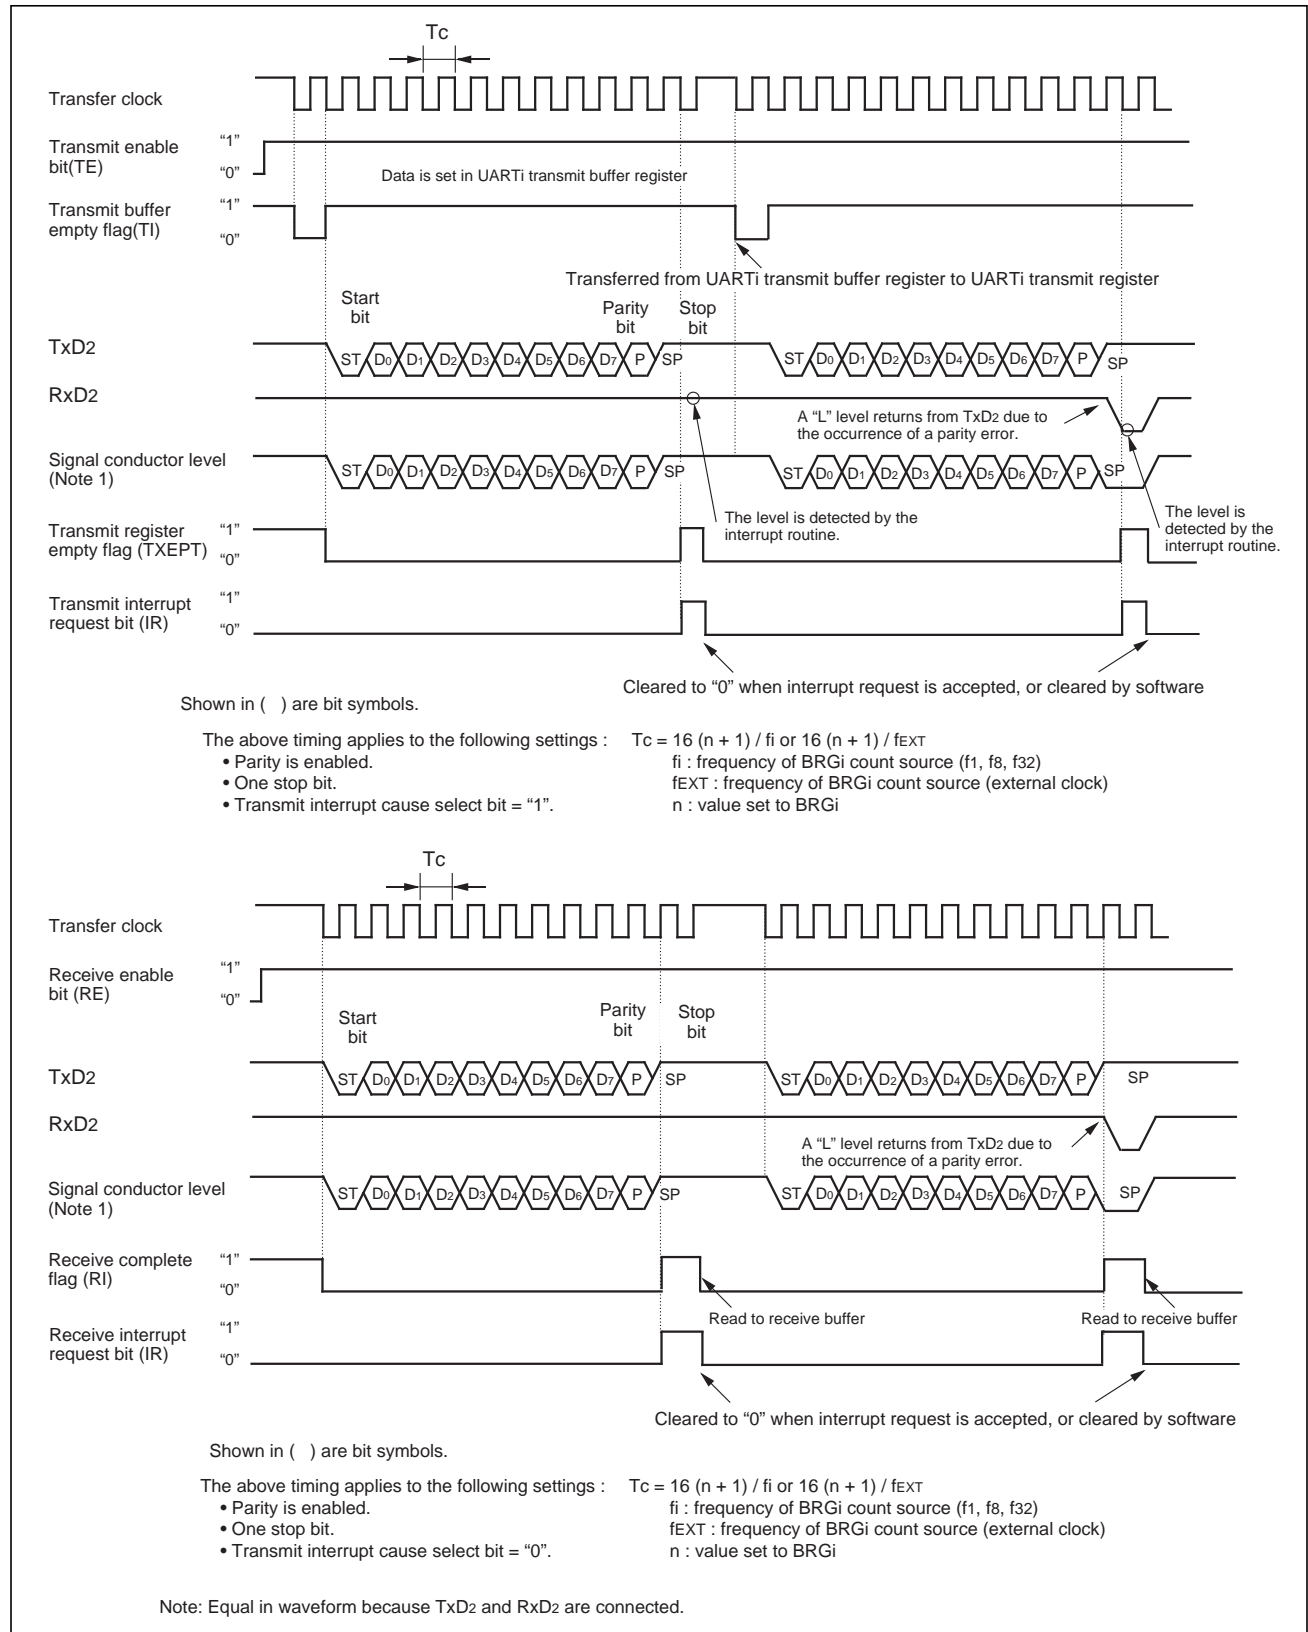 Tc
Transfer clock
Transmit enable
bit(TE)
“1”
“0”
Data is set in UARTi transmit buffer register
Transmit buffer
empty flag(TI)
“1”
“0”
Transferred from UARTi transmit buffer register to UARTi transmit register
Start
bit
Parity
bit
Stop
bit
TxD2
ST D0 D1 D2 D3 D4 D5 D6 D7 P SP
ST D0 D1 D2 D3 D4 D5 D6 D7 P SP
RxD2
A “L” level returns from TxD2 due to
the occurrence of a parity error.
Signal conductor level
(Note 1)
ST D0 D1 D2 D3 D4 D5 D6 D7 P SP
ST D0 D1 D2 D3 D4 D5 D6 D7 P SP
The level is detected by the
interrupt routine.
The level is
detected by the
interrupt routine.
Transmit register
empty flag (TXEPT)
“1”
“0”
Transmit interrupt
request bit (IR)
“1”
“0”
Cleared to “0” when interrupt request is accepted, or cleared by software
Shown in ( ) are bit symbols.
The above timing applies to the following settings :
• Parity is enabled.
• One stop bit.
• Transmit interrupt cause select bit = “1”.
Tc = 16 (n + 1) / fi or 16 (n + 1) / fEXT
fi : frequency of BRGi count source (f1, f8, f32)
fEXT : frequency of BRGi count source (external clock)
n : value set to BRGi
Tc
Transfer clock
Receive enable
bit (RE)
“1”
“0”
Start
bit
Parity
bit
Stop
bit
TxD2
ST D0 D1 D2 D3 D4 D5 D6 D7 P SP
ST D0 D1 D2 D3 D4 D5 D6 D7 P SP
RxD2
A “L” level returns from TxD2 due to
the occurrence of a parity error.
Signal conductor level
(Note 1)
ST D0 D1 D2 D3 D4 D5 D6 D7 P SP
ST D0 D1 D2 D3 D4 D5 D6 D7 P SP
Receive complete
flag (RI)
“1”
“0”
Read to receive buffer
Read to receive buffer
Receive interrupt
request bit (IR)
“1”
“0”
Cleared to “0” when interrupt request is accepted, or cleared by software
Shown in ( ) are bit symbols.
The above timing applies to the following settings :
• Parity is enabled.
• One stop bit.
• Transmit interrupt cause select bit = “0”.
Tc = 16 (n + 1) / fi or 16 (n + 1) / fEXT
fi : frequency of BRGi count source (f1, f8, f32)
fEXT : frequency of BRGi count source (external clock)
n : value set to BRGi
Note: Equal in waveform because TxD2 and RxD2 are connected.